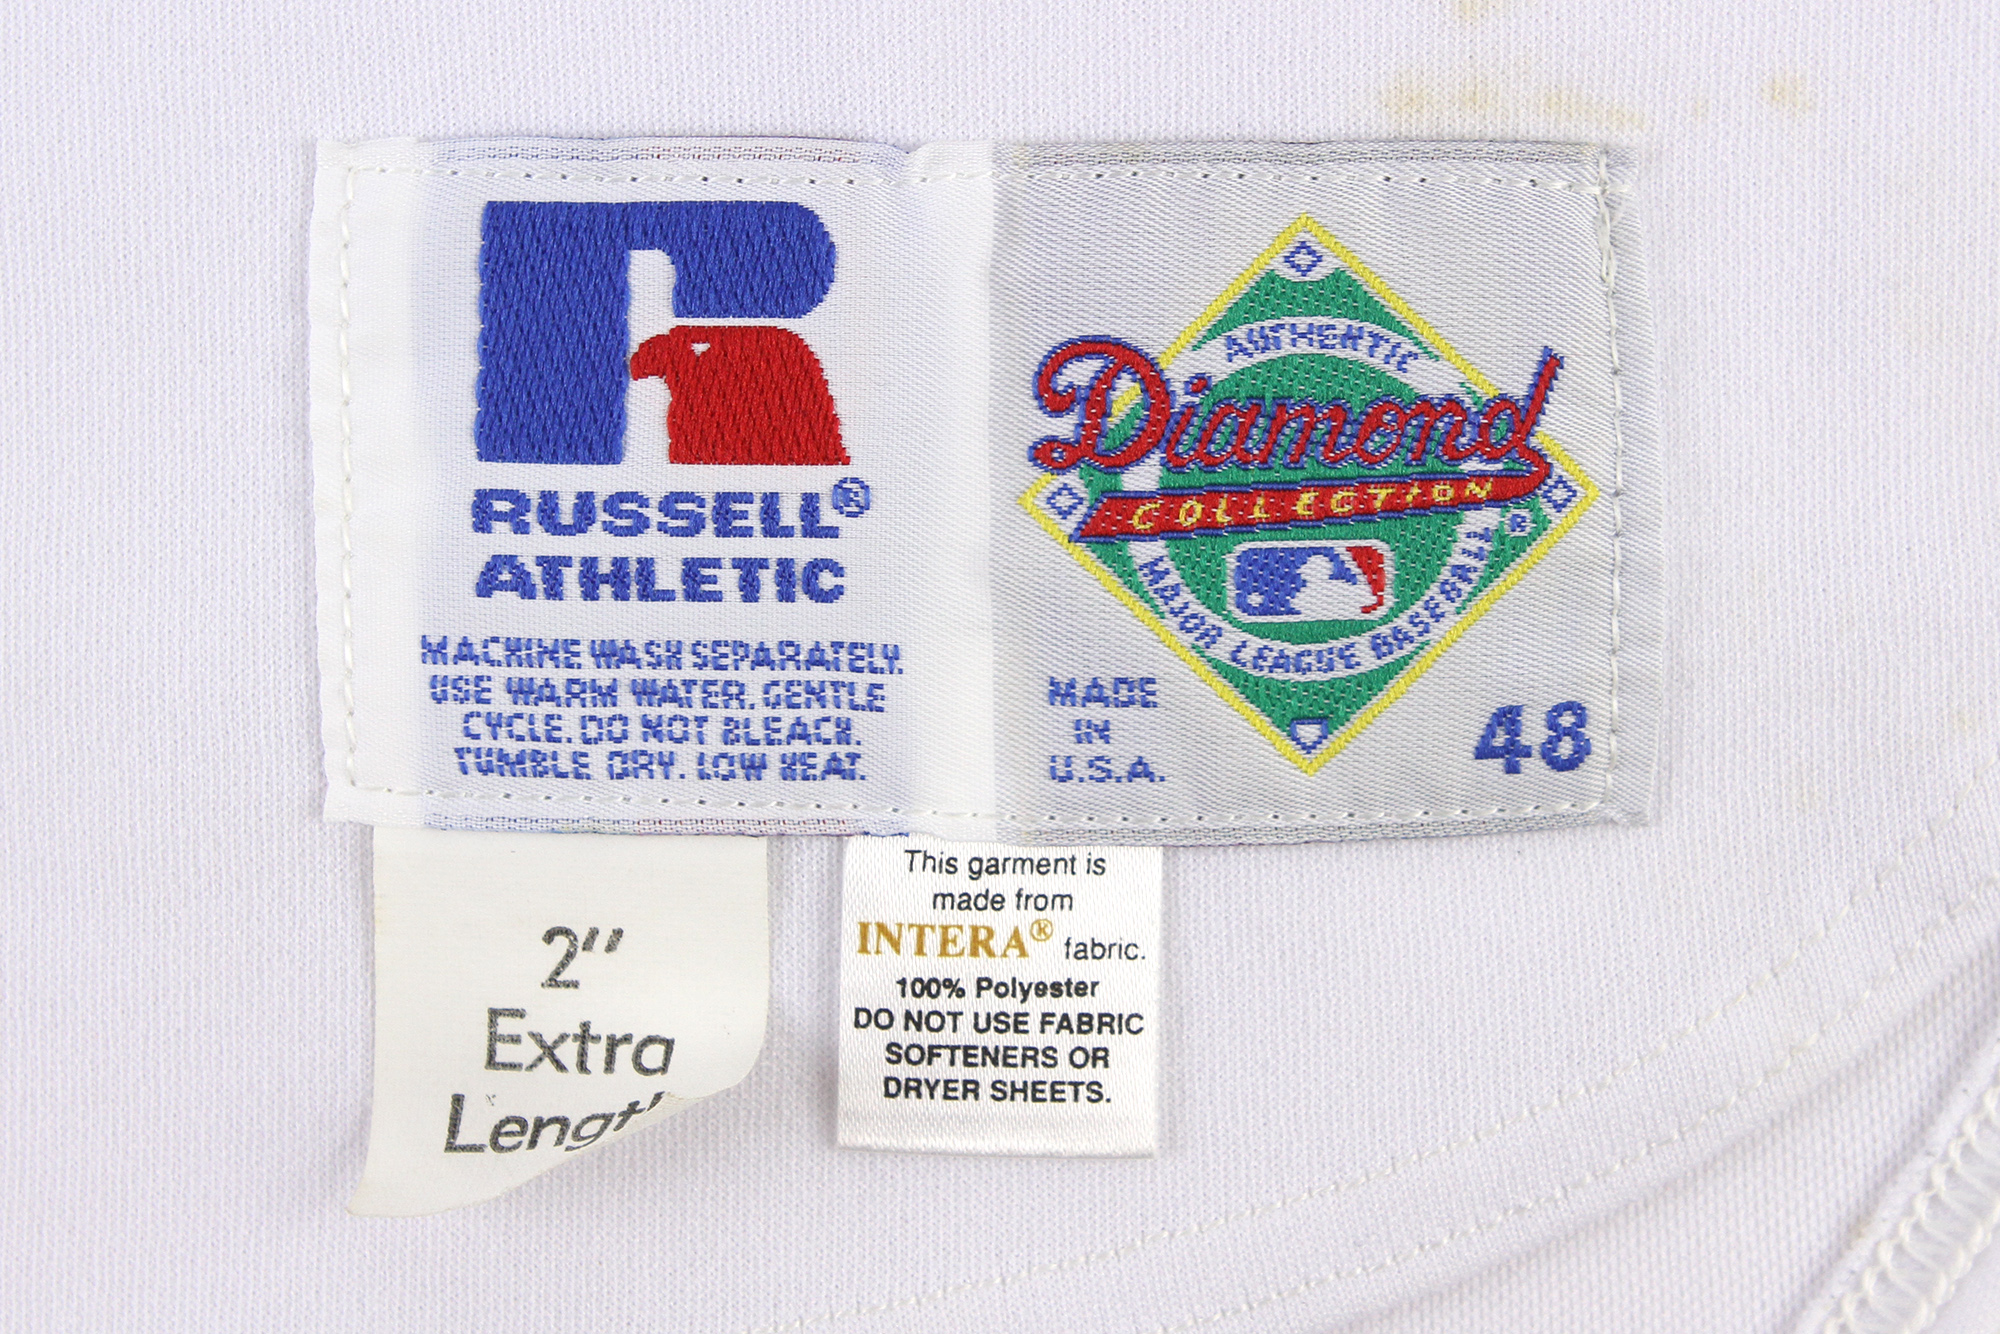 RUSSELL®
ATHLETIC
MACHINE WASH SEPARATELY.
USE WARM WATER, GENTLE
CYCLE. DO NOT BLEACH.
TUMBLE DRY. LOW HEAT.
AUTHENTIC
Diamond
COLLECTION
®
MAJOR LEAGUE BASEBALL
MADE
IN
U.S.A.
48
2"
Extra
Length
This garment is
made from
INTERA® fabric.
100% Polyester
DO NOT USE FABRIC
SOFTENERS OR
DRYER SHEETS.